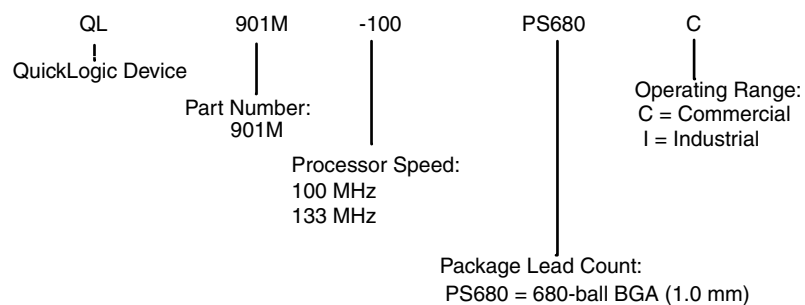 QL 901M -100 PS680 C
QuickLogic Device
Part Number:
901M
Processor Speed:
100 MHz
133 MHz
Package Lead Count:
PS680 = 680-ball BGA (1.0 mm)
Operating Range:
C = Commercial
I = Industrial